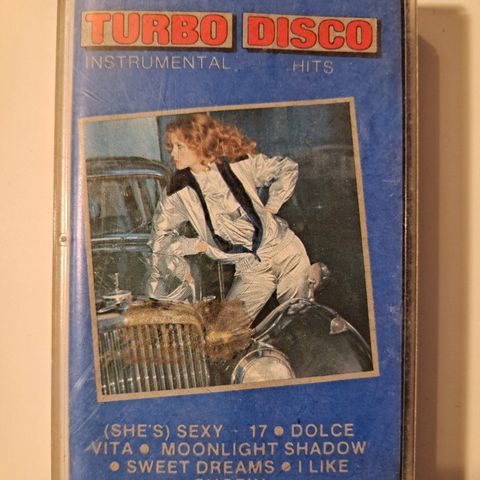 TURBO DISCO
INSTRUMENTAL HITS
(SHE'S) SEXY - 17 ● DOLCE
VITA ● MOONLIGHT SHADOW
● SWEET DREAMS ● I LIKE